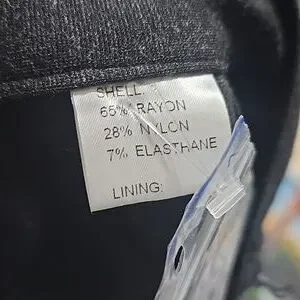 SHELL:
65% RAYON
28% NYLON
7% ELASTHANE
LINING: